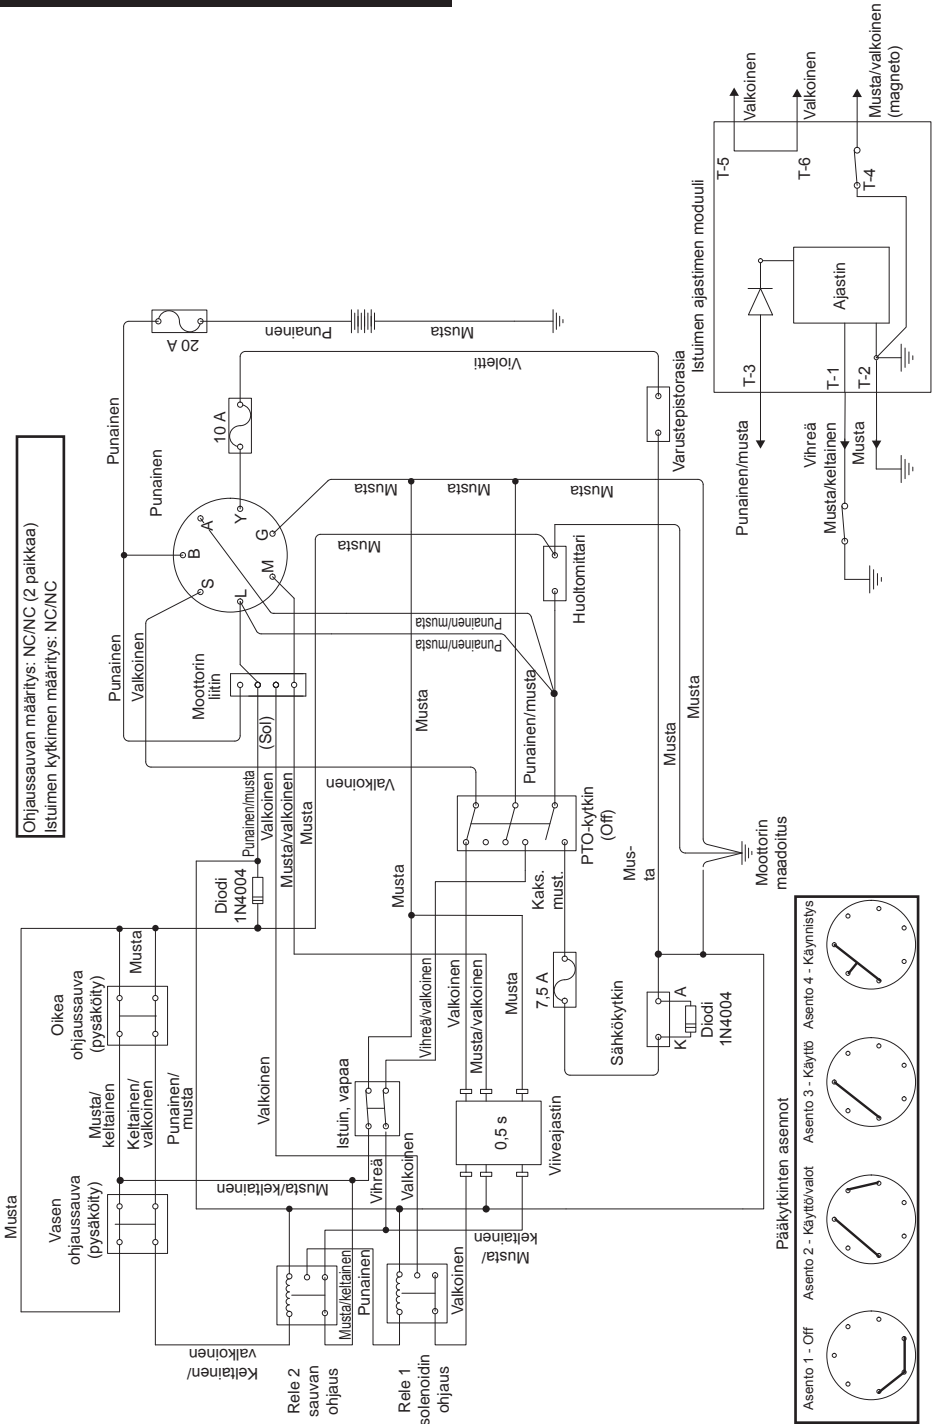 Ohjaussauvan määritys: NC/NC (2 paikkaa)
Istuimen kytkimen määritys: NC/NC
Musta
Vasen
ohjaussauva
(pysäköity)
Musta/
keltainen
Keltainen/
valkoinen
Punainen/
musta
Oikea
ohjaussauva
(pysäköity)
Musta
Diodi
1N4004
Punainen/musta
Valkoinen
Musta/valkoinen
Musta
(Sol)
Moottorin
liitin
Punainen
Valkoinen
Punainen
Punainen
20 A
Punainen
Musta
10 A
Violetti
B
A
Y
G
M
L
S
Musta
Musta
Musta
Musta
Punainen/musta
Punainen/musta
Huoltomittari
Varustepistorasia
Valkoinen
Musta
Punainen/musta
Musta
Musta
PTO-kytkin
(Off)
Kaks.
must.
Mus-
ta
Moottorin
maadoitus
Keltainen/
valkoinen
Rele 2
sauvan
ohjaus
Musta/keltainen
Punainen
Rele 1
solenoidin
ohjaus
Valkoinen
Musta/keltainen
Vihreä
Valkoinen
Valkoinen
Istuin, vapaa
Vihreä/valkoinen
Musta
Valkoinen
Musta/valkoinen
Musta
Musta/
keltainen
0,5 s
Viiveajastin
7,5 A
Sähkökytkin
K
A
Diodi
1N4004
Istuimen ajastimen moduuli
Valkoinen
Valkoinen
Musta/valkoinen
(magneto)
T-5
T-6
T-4
Ajastin
T-3
T-1
T-2
Punainen/musta
Vihreä
Musta/keltainen
Musta
Pääkytkinten asennot
Asento 1 - Off
Asento 2 - Käyttö/valot
Asento 3 - Käyttö
Asento 4 - Käynnistys